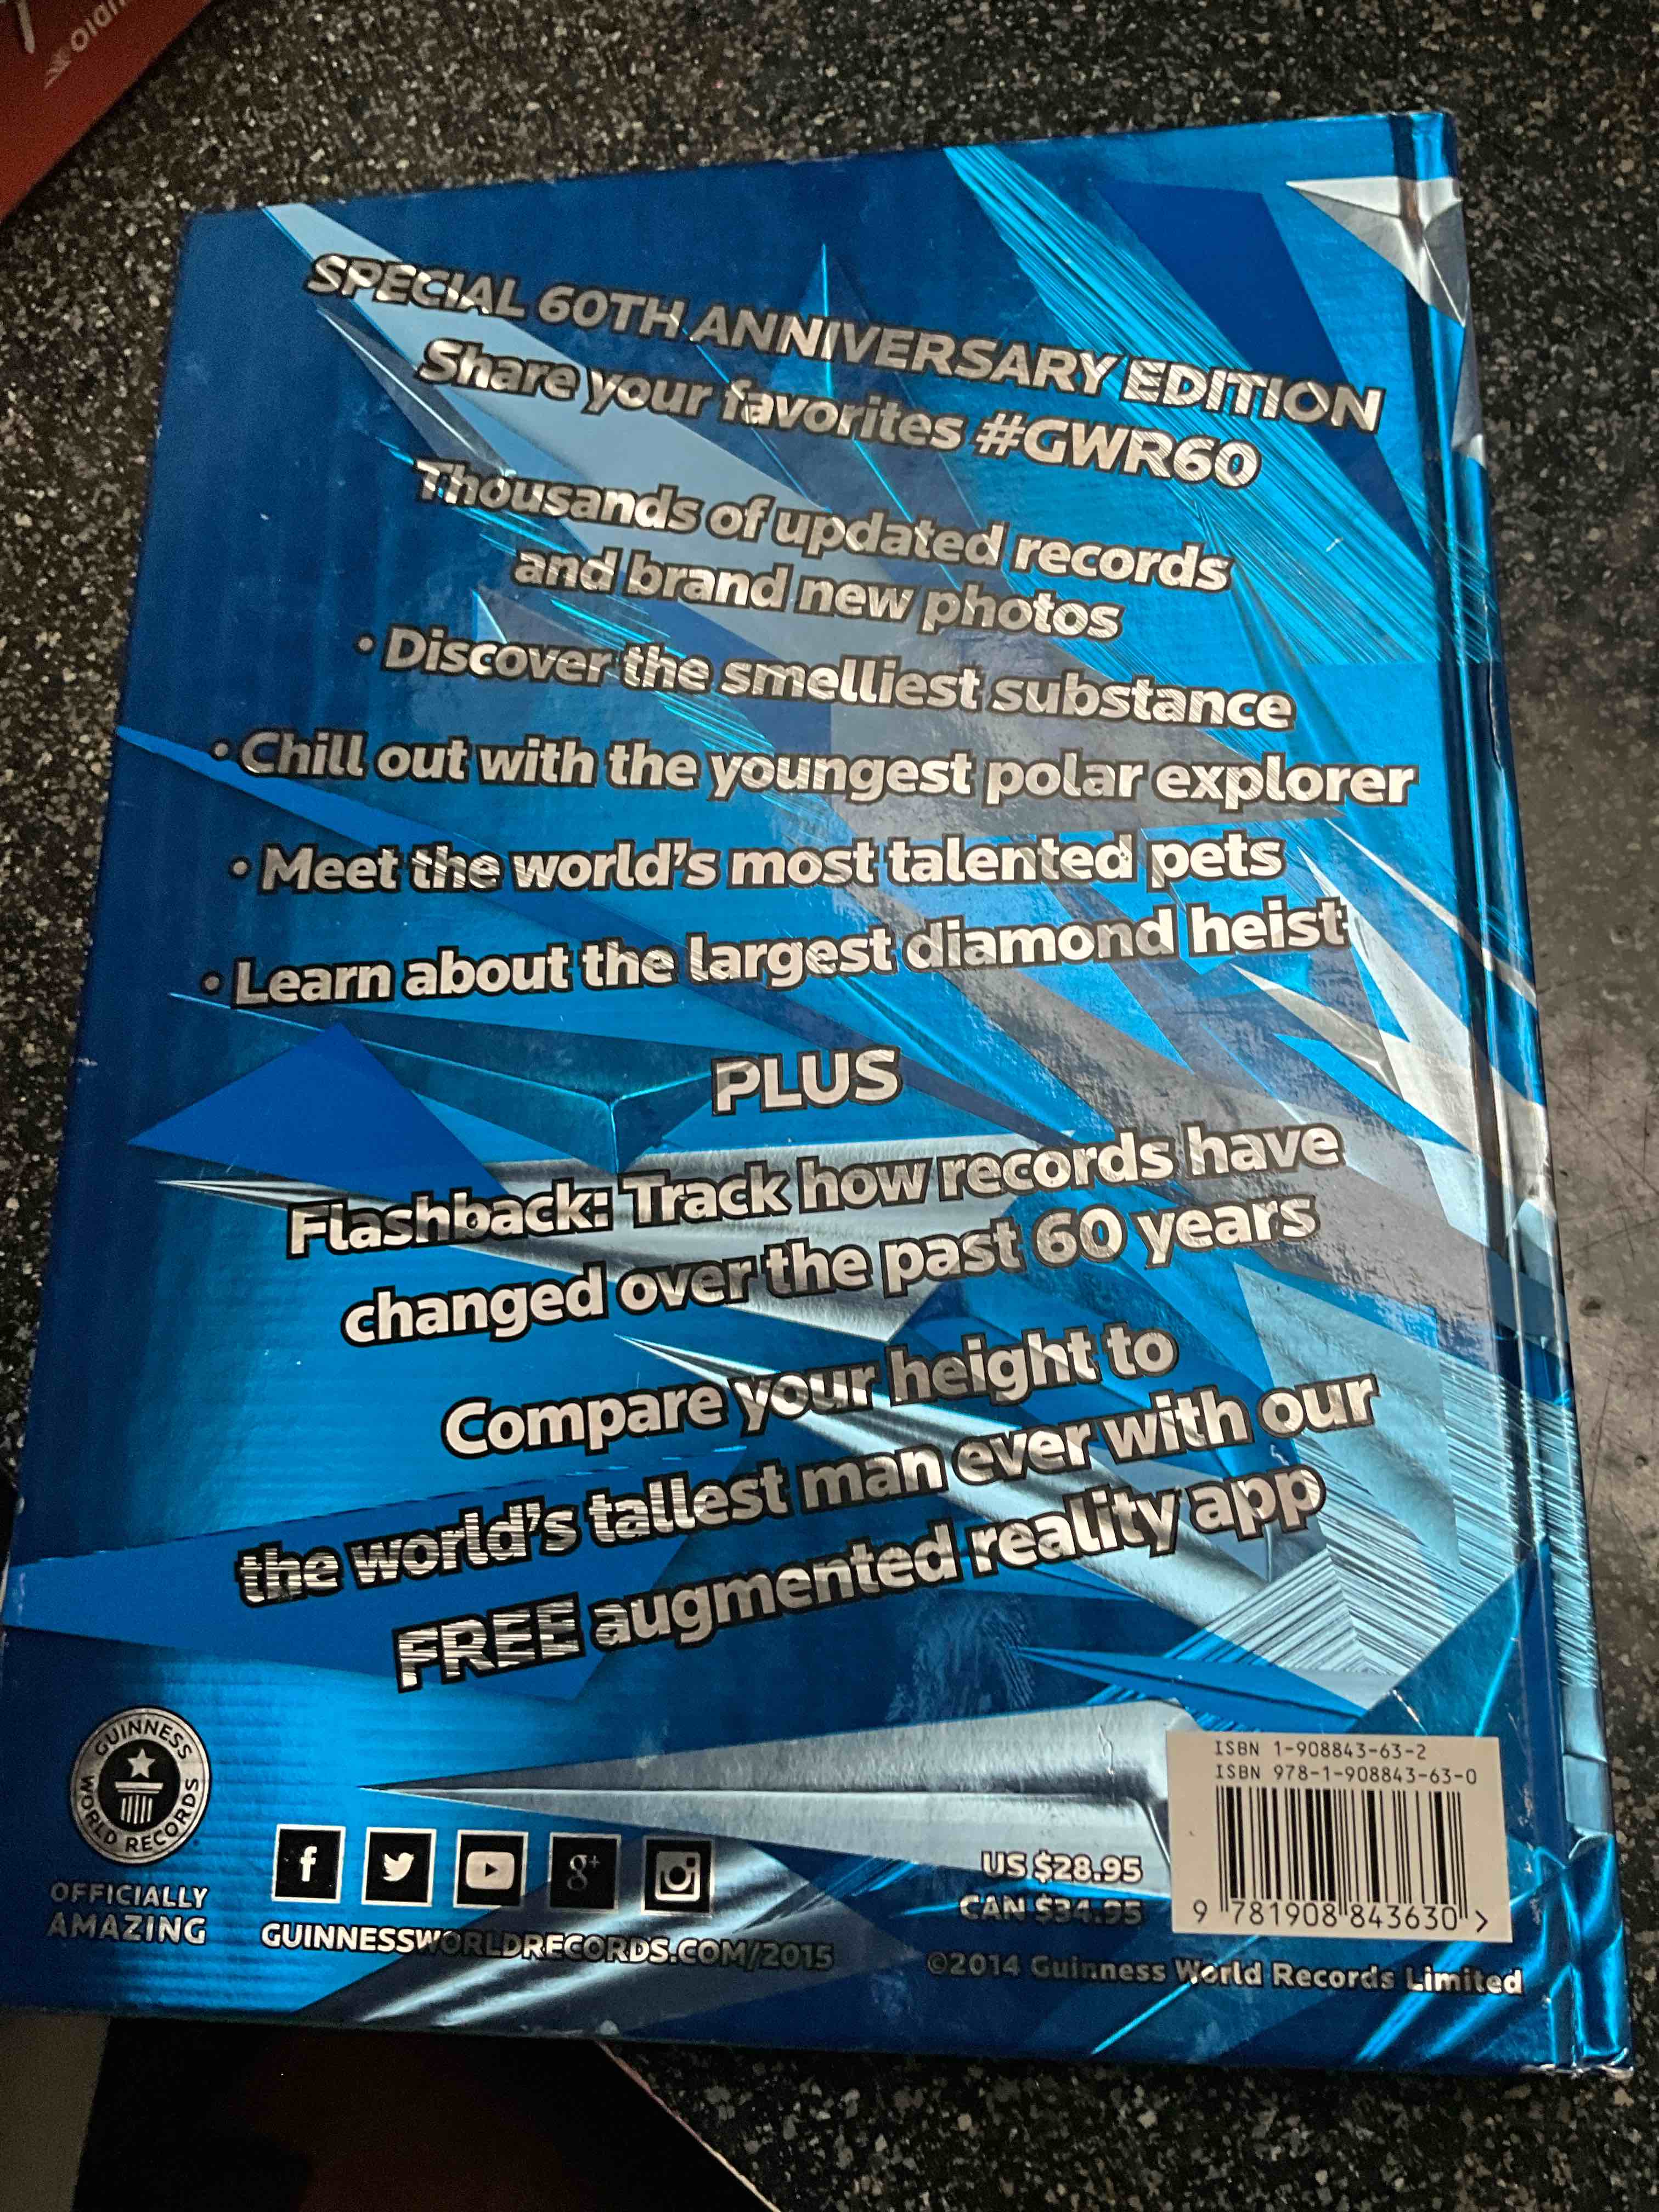 SPECIAL 60TH ANNIVERSARY EDITION
Share your favorites #GWR60
Thousands of updated records
and brand new photos
• Discover the smelliest substance
• Chill out with the youngest polar explorer
• Meet the world's most talented pets
• Learn about the largest diamond heist
PLUS
Flashback: Track how records have
changed over the past 60 years
Compare your height to
the world's tallest man ever with our
FREE augmented reality app
GUINNESS
WORLD RECORDS
OFFICIALLY
AMAZING
f
g+
GUINNESSWORLDRECORDS.COM/2015
US $28.95
CAN $34.95
ISBN 1-908843-63-2
ISBN 978-1-908843-63-0
9 781908 843630 >
©2014 Guinness World Records Limited